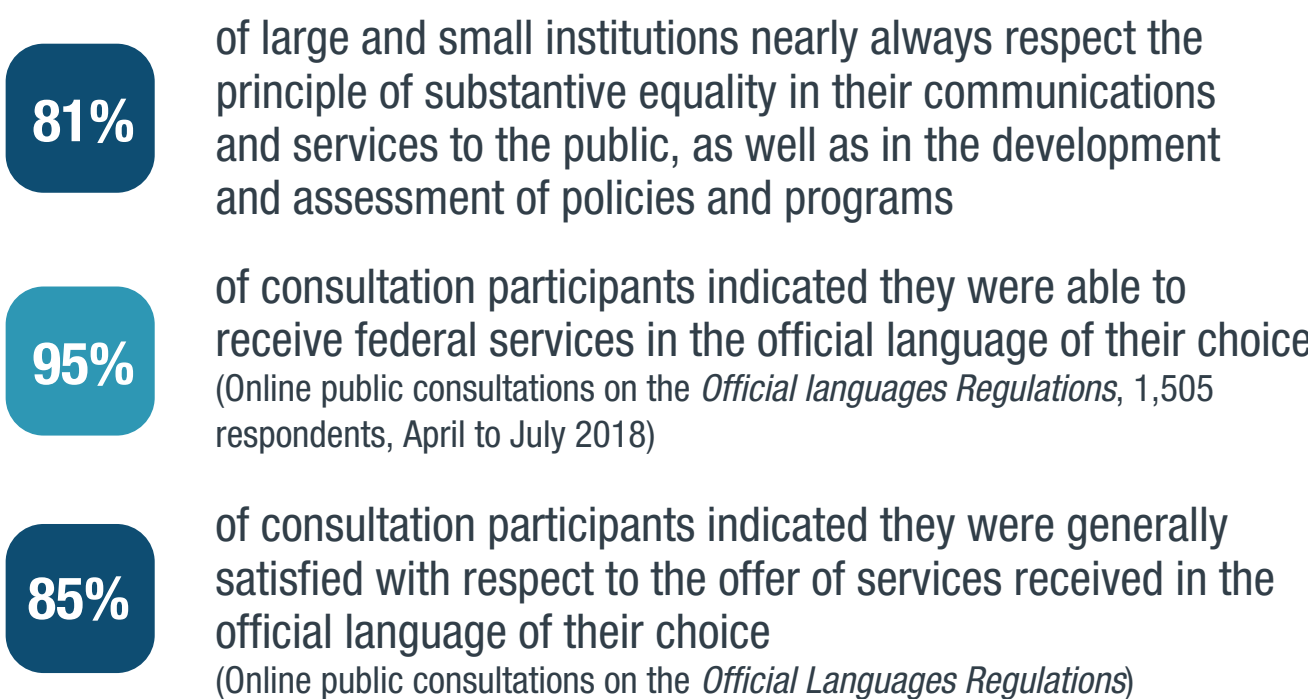 81%
of large and small institutions nearly always respect the
principle of substantive equality in their communications
and services to the public, as well as in the development
and assessment of policies and programs
95%
of consultation participants indicated they were able to
receive federal services in the official language of their choice
(Online public consultations on the Official languages Regulations, 1,505
respondents, April to July 2018)
85%
of consultation participants indicated they were generally
satisfied with respect to the offer of services received in the
official language of their choice
(Online public consultations on the Official Languages Regulations)